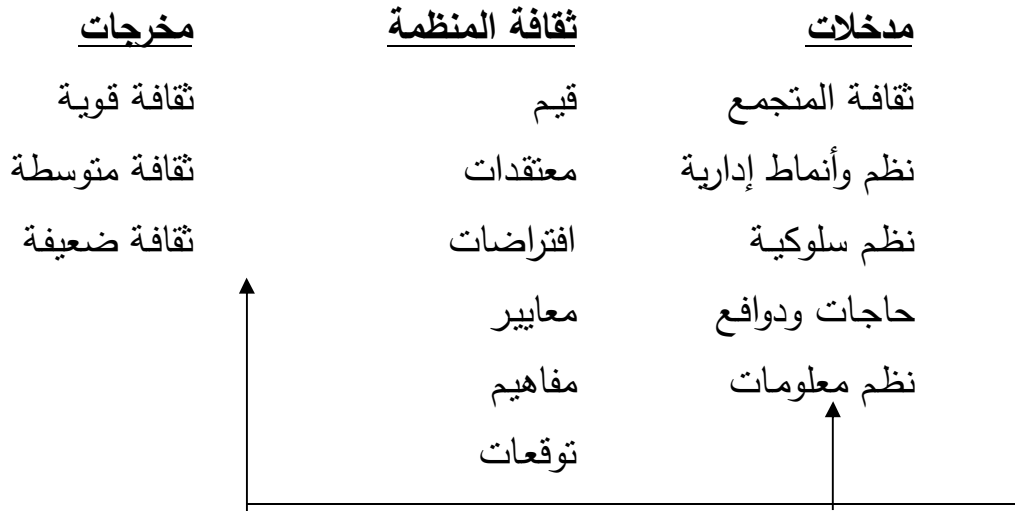 مدخلات ثقافة المنظمة مخرجات
ثقافة المتجمع قيم ثقافة قوية
نظم وأنماط إدارية معتقدات ثقافة متوسطة
نظم سلوكية افتراضات ثقافة ضعيفة
حاجات ودوافع معايير
نظم معلومات مفاهيم
توقعات